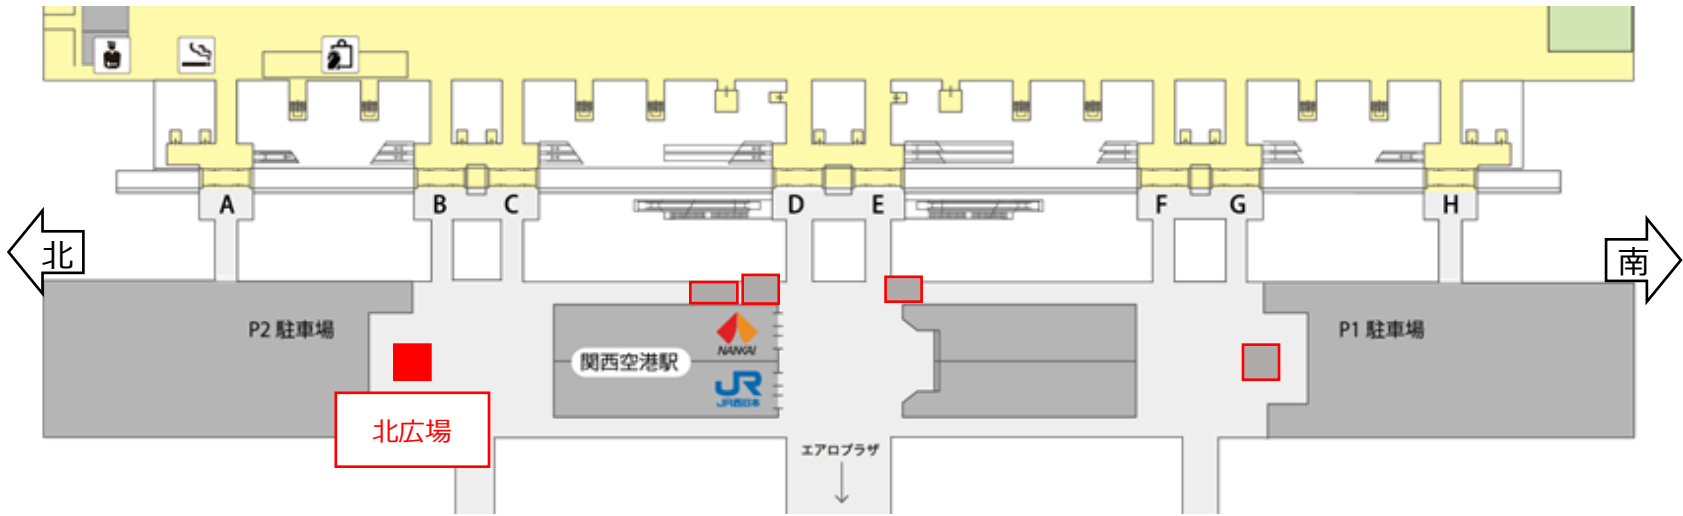 A
B
C
D
E
F
G
H
北
南
P2 駐車場
NANKAI
関西空港駅
JR
JR西日本
P1 駐車場
北広場
エアロプラザ